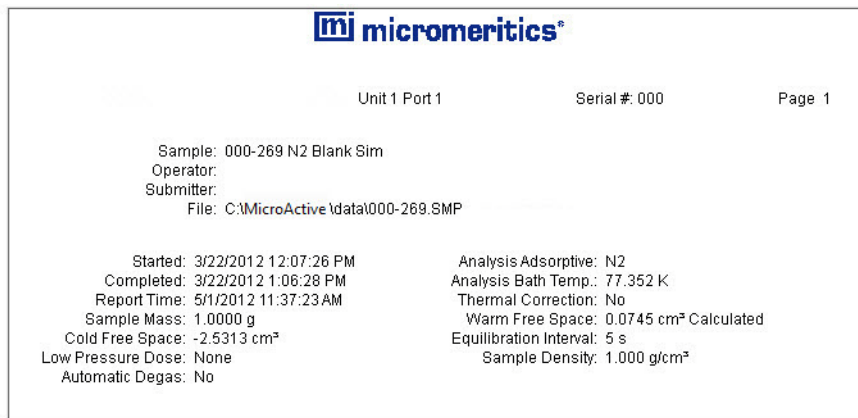 mi micromeritics®
Unit 1 Port 1 Serial #: 000 Page 1
Sample: 000-269 N2 Blank Sim
Operator:
Submitter:
File: C:\MicroActive \data\000-269.SMP
Started: 3/22/2012 12:07:26 PM Analysis Adsorptive: N2
Completed: 3/22/2012 1:06:28 PM Analysis Bath Temp.: 77.352 K
Report Time: 5/1/2012 11:37:23 AM Thermal Correction: No
Sample Mass: 1.0000 g Warm Free Space: 0.0745 cm³ Calculated
Cold Free Space: -2.5313 cm³ Equilibration Interval: 5 s
Low Pressure Dose: None Sample Density: 1.000 g/cm³
Automatic Degas: No